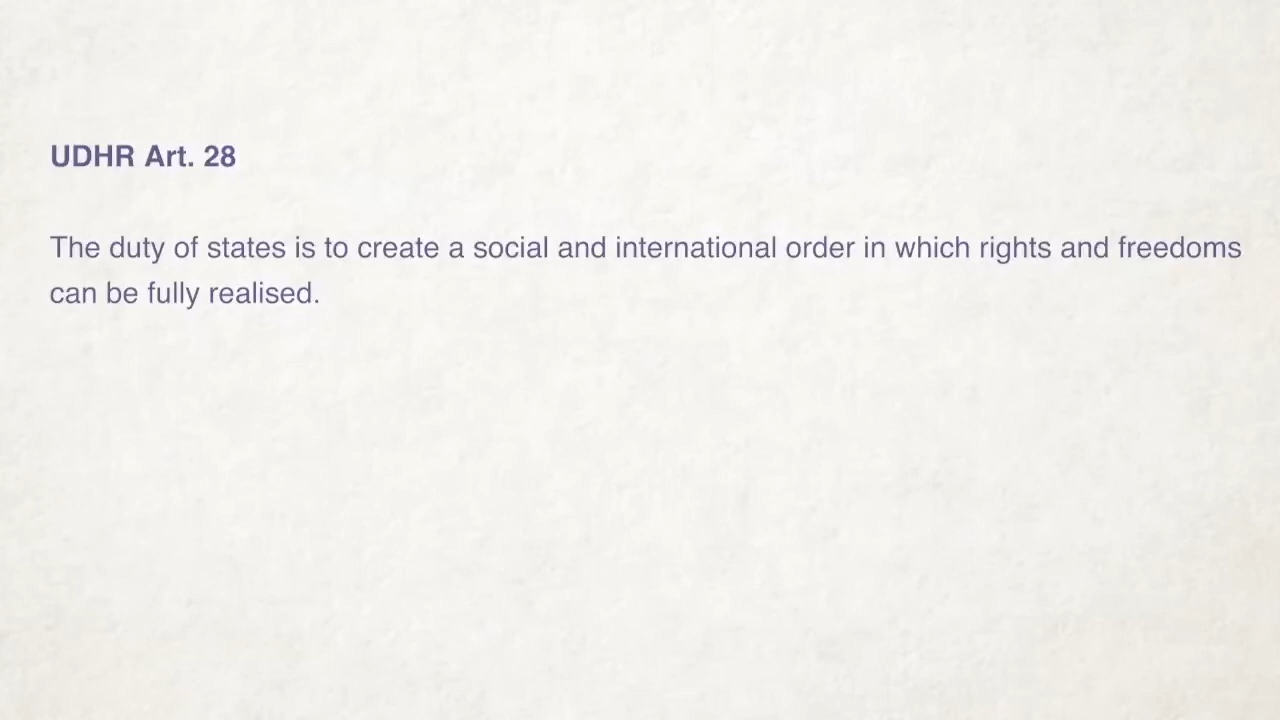 UDHR Art. 28
The duty of states is to create a social and international order in which rights and freedoms
can be fully realised.